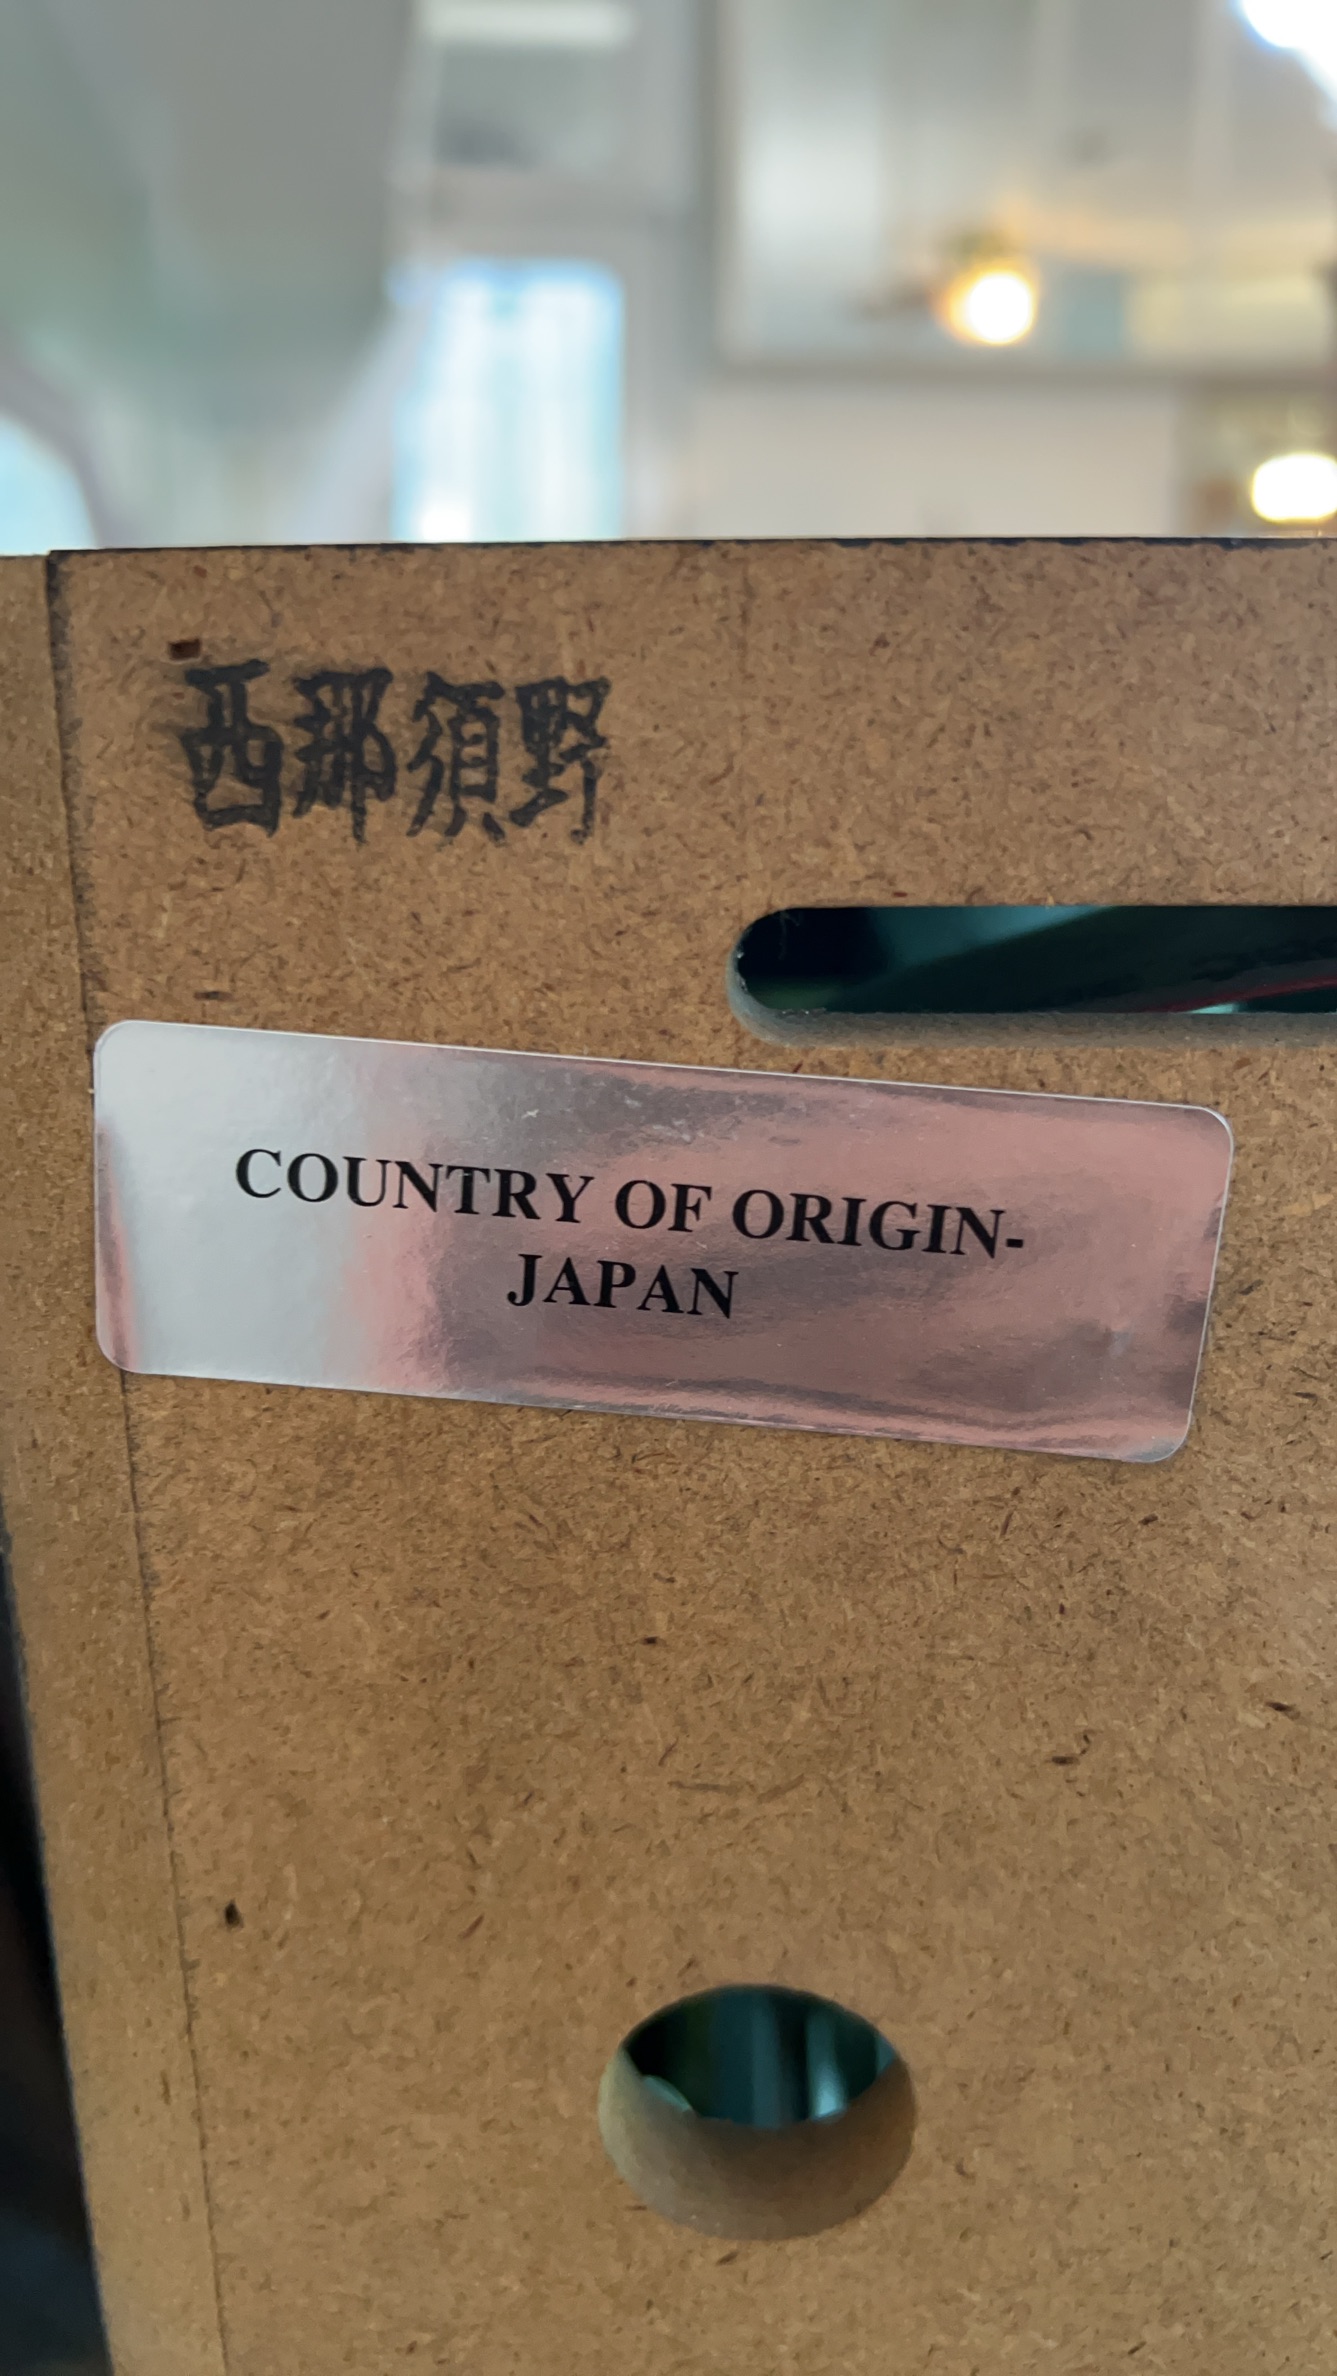 西那須野
COUNTRY OF ORIGIN-
JAPAN